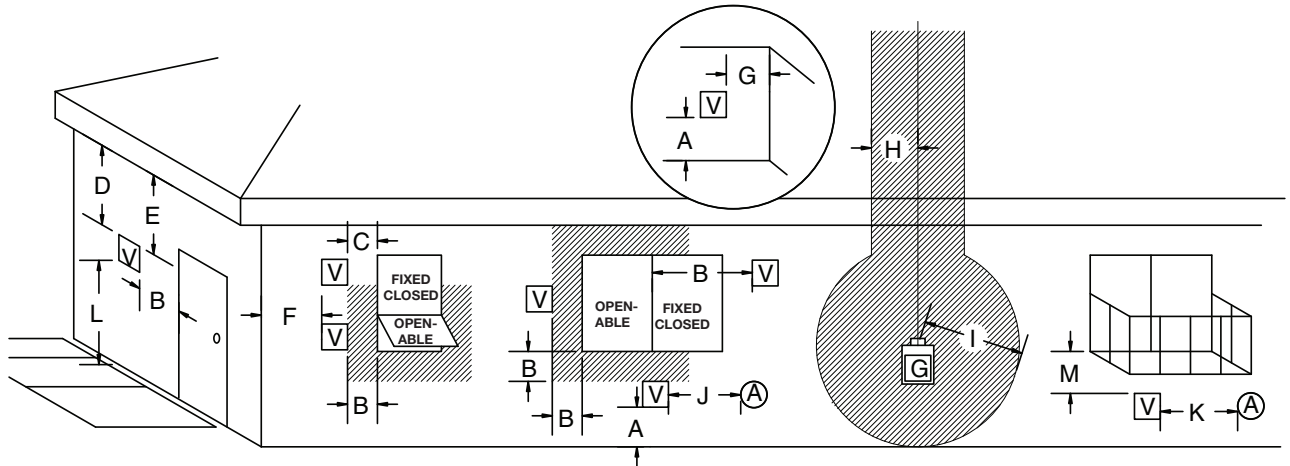 G
V
A
H
D
E
V
B
L
C
V
FIXED
CLOSED
OPEN-
ABLE
V
B
F
V
OPEN-
ABLE
FIXED
CLOSED
B
V
B
B
V
J
A
A
I
G
M
V
K
A